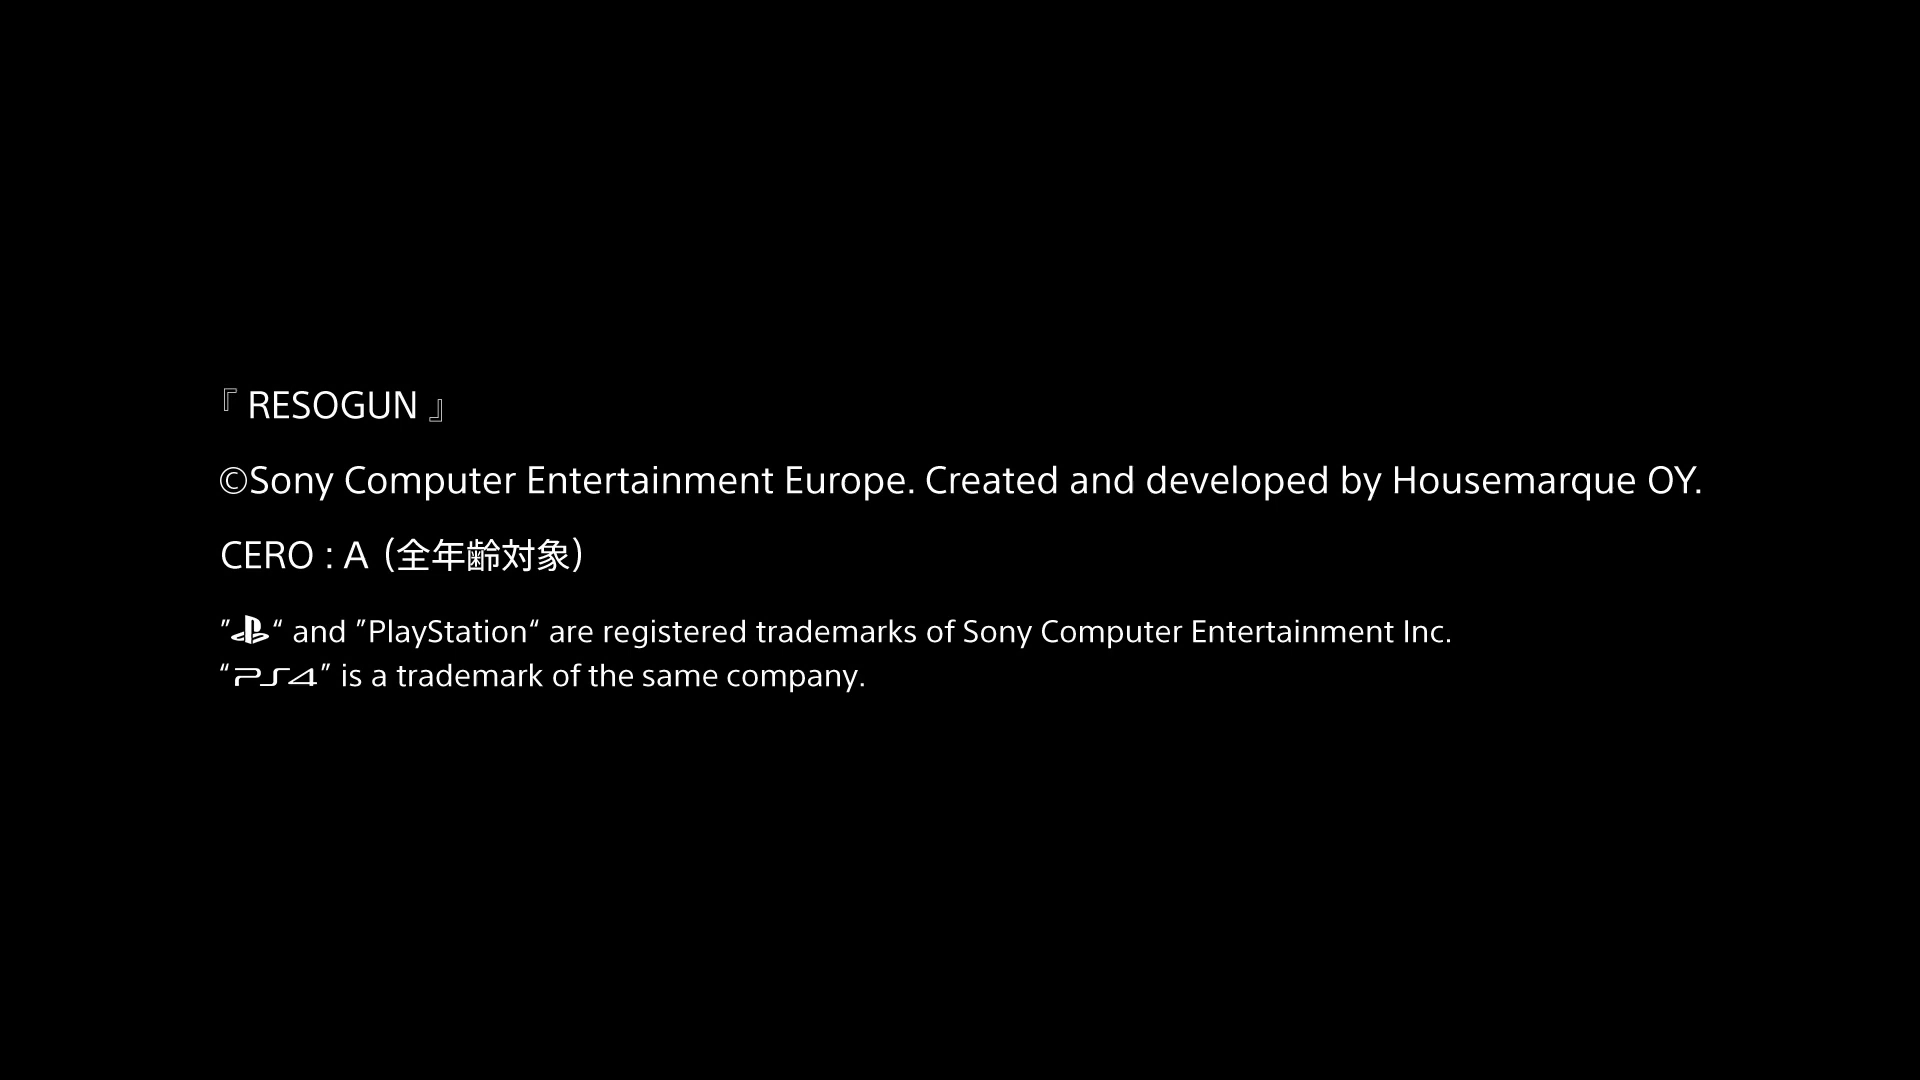 『 RESOGUN 』
©Sony Computer Entertainment Europe. Created and developed by Housemarque OY.
CERO : A (全年齢対象)
”“ and ”PlayStation“ are registered trademarks of Sony Computer Entertainment Inc.
“PS4” is a trademark of the same company.